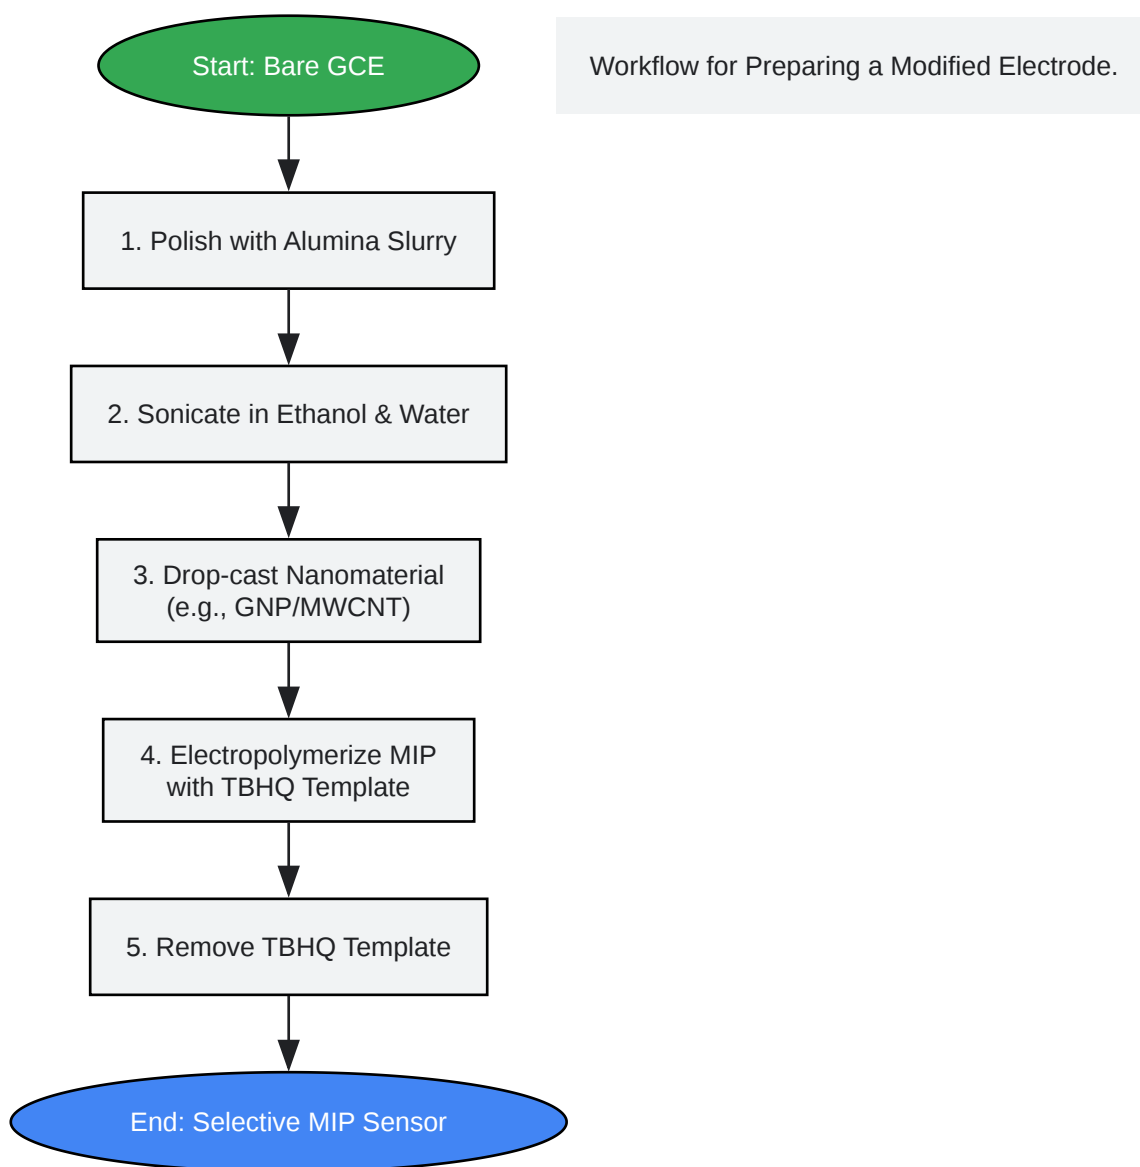 Start: Bare GCE
Workflow for Preparing a Modified Electrode.
1. Polish with Alumina Slurry
2. Sonicate in Ethanol & Water
3. Drop-cast Nanomaterial
(e.g., GNP/MWCNT)
4. Electropolymerize MIP
with TBHQ Template
5. Remove TBHQ Template
End: Selective MIP Sensor